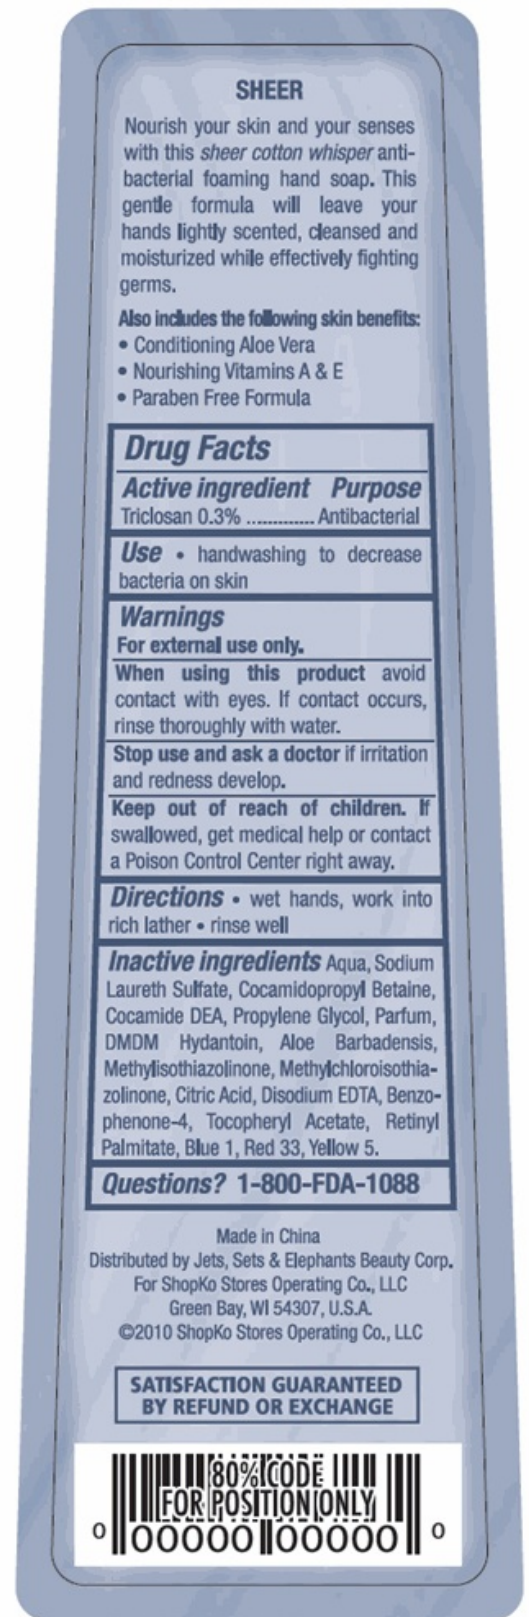 SHEER
Nourish your skin and your senses
with this sheer cotton whisper anti-
bacterial foaming hand soap. This
gentle formula will leave your
hands lightly scented, cleansed and
moisturized while effectively fighting
germs.
Also includes the following skin benefits:
• Conditioning Aloe Vera
• Nourishing Vitamins A & E
• Paraben Free Formula
Drug Facts
Active ingredient Purpose
Triclosan 0.3% ............. Antibacterial
Use • handwashing to decrease
bacteria on skin
Warnings
For external use only.
When using this product avoid
contact with eyes. If contact occurs,
rinse thoroughly with water.
Stop use and ask a doctor if irritation
and redness develop.
Keep out of reach of children. If
swallowed, get medical help or contact
a Poison Control Center right away.
Directions • wet hands, work into
rich lather • rinse well
Inactive ingredients Aqua, Sodium
Laureth Sulfate, Cocamidopropyl Betaine,
Cocamide DEA, Propylene Glycol, Parfum,
DMDM Hydantoin, Aloe Barbadensis,
Methylisothiazolinone, Methylchloroisothia-
zolinone, Citric Acid, Disodium EDTA, Benzo-
phenone-4, Tocopheryl Acetate, Retinyl
Palmitate, Blue 1, Red 33, Yellow 5.
Questions? 1-800-FDA-1088
Made in China
Distributed by Jets, Sets & Elephants Beauty Corp.
For ShopKo Stores Operating Co., LLC
Green Bay, WI 54307, U.S.A.
©2010 ShopKo Stores Operating Co., LLC
SATISFACTION GUARANTEED
BY REFUND OR EXCHANGE
80% CODE
FOR POSITION ONLY
0 00000 00000 0